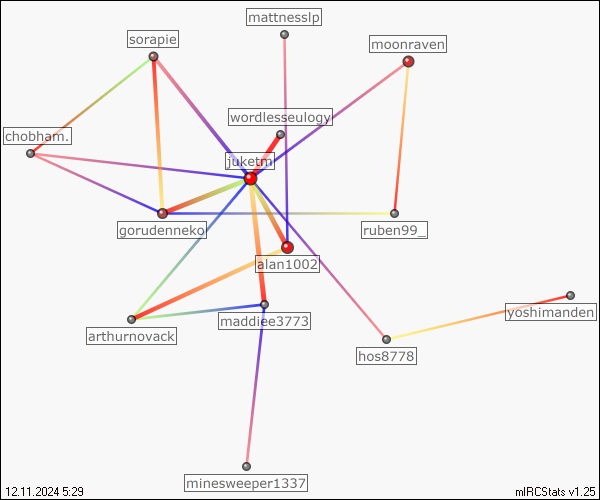 mattnesslp
sorapie
moonraven
wordlesseulogy
chobham.
juketm
gorudenneko
ruben99_
alan1002
yoshimanden
maddiee3773
arthurnovack
hos8778
minesweeper1337
12.11.2024 5:29
mIRCStats v1.25